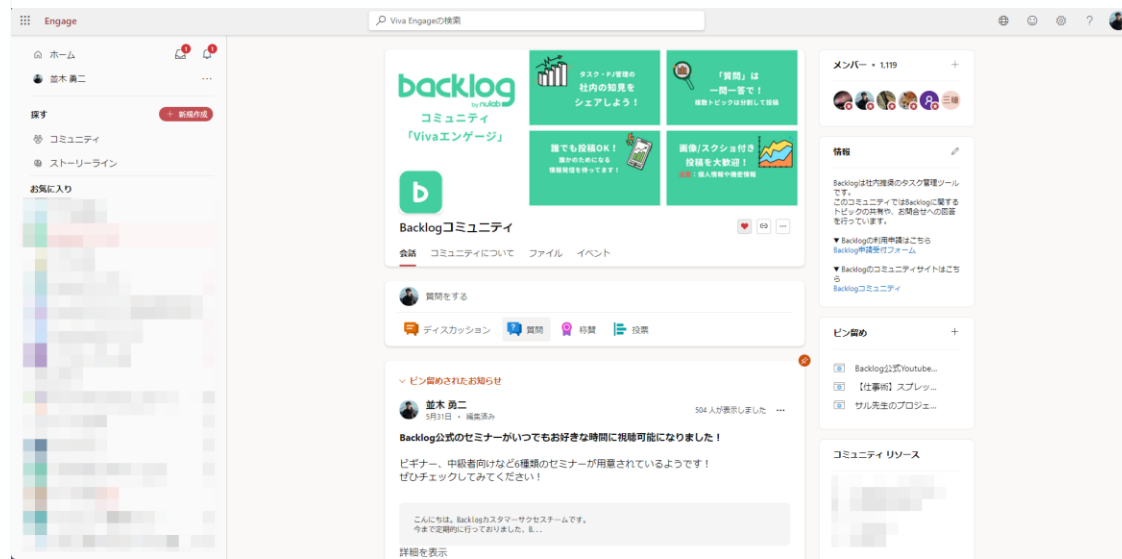 Engage
Viva Engageの検索
?
ホーム
1
1
並木 勇二
…
探す
+ 新規作成
コミュニティ
ストーリーライン
お気に入り
backlog
by nulab
コミュニティ
「Vivaエンゲージ」
タスク・PJ管理の
社内の知見を
シェアしよう！
「質問」は
一問一答で！
複数トピックは分割して投稿
誰でも投稿OK！
誰かのためになる
情報発信を待ってます！
画像/スクショ付き
投稿を大歓迎！
注意：個人情報や機密情報
b
Backlogコミュニティ
会話 コミュニティについて ファイル イベント
質問をする
ディスカッション 質問 称賛 投票
ピン留めされたお知らせ
並木 勇二
5月31日 • 編集済み
504 人が表示しました …
Backlog公式のセミナーがいつでもお好きな時間に視聴可能になりました！
ビギナー、中級者向けなど6種類のセミナーが用意されているようです！
ぜひチェックしてみてください！
こんにちは。Backlogカスタマーサクセスチームです。
今まで定期的に行っておりました、B...
詳細を表示
メンバー • 1,119
+
情報
Backlogは社内推奨のタスク管理ツール
です。
このコミュニティではBacklogに関する
トピックの共有や、お問合せへの回答
を行っています。
▼ Backlogの利用申請はこちら
Backlog申請受付フォーム
▼ Backlogのコミュニティサイトはこち
ら
Backlogコミュニティ
ピン留め
+
Backlog公式Youtube...
【仕事術】スプレッ...
サル先生のプロジェ...
コミュニティ リソース